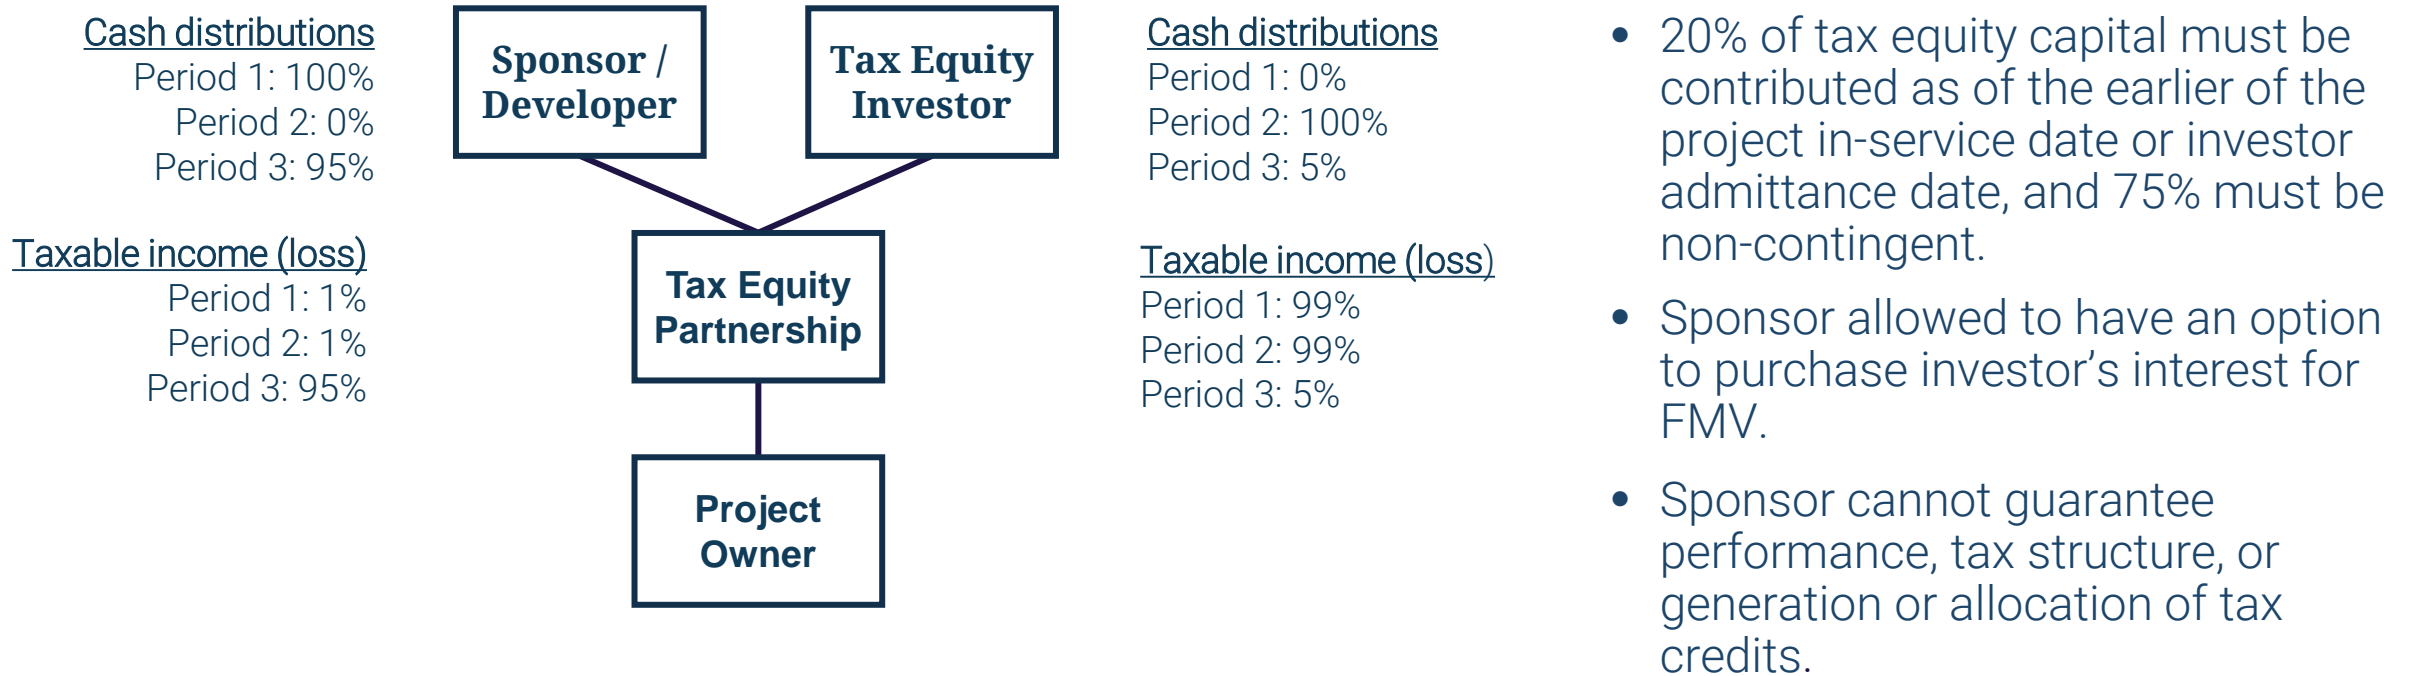 Cash distributions
Period 1: 100%
Period 2: 0%
Period 3: 95%
Taxable income (loss)
Period 1: 1%
Period 2: 1%
Period 3: 95%
Sponsor /
Developer
Tax Equity
Investor
Tax Equity
Partnership
Project
Owner
Cash distributions
Period 1: 0%
Period 2: 100%
Period 3: 5%
Taxable income (loss)
Period 1: 99%
Period 2: 99%
Period 3: 5%
• 20% of tax equity capital must be
contributed as of the earlier of the
project in-service date or investor
admittance date, and 75% must be
non-contingent.
• Sponsor allowed to have an option
to purchase investor’s interest for
FMV.
• Sponsor cannot guarantee
performance, tax structure, or
generation or allocation of tax
credits.